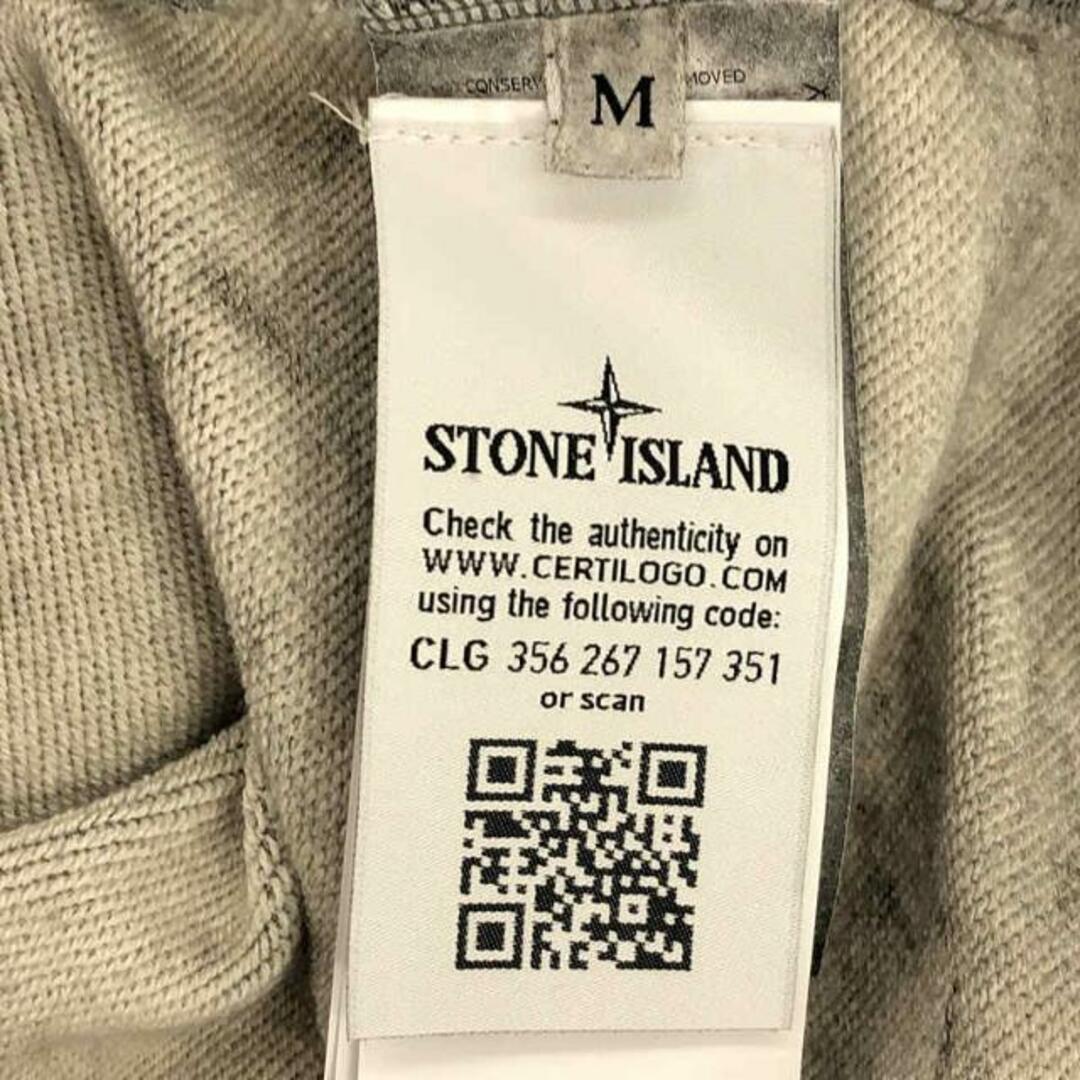 CONSERV
M
MOVED
STONE ISLAND
Check the authenticity on
WWW.CERTILOGO.COM
using the following code:
CLG 356 267 157 351
or scan